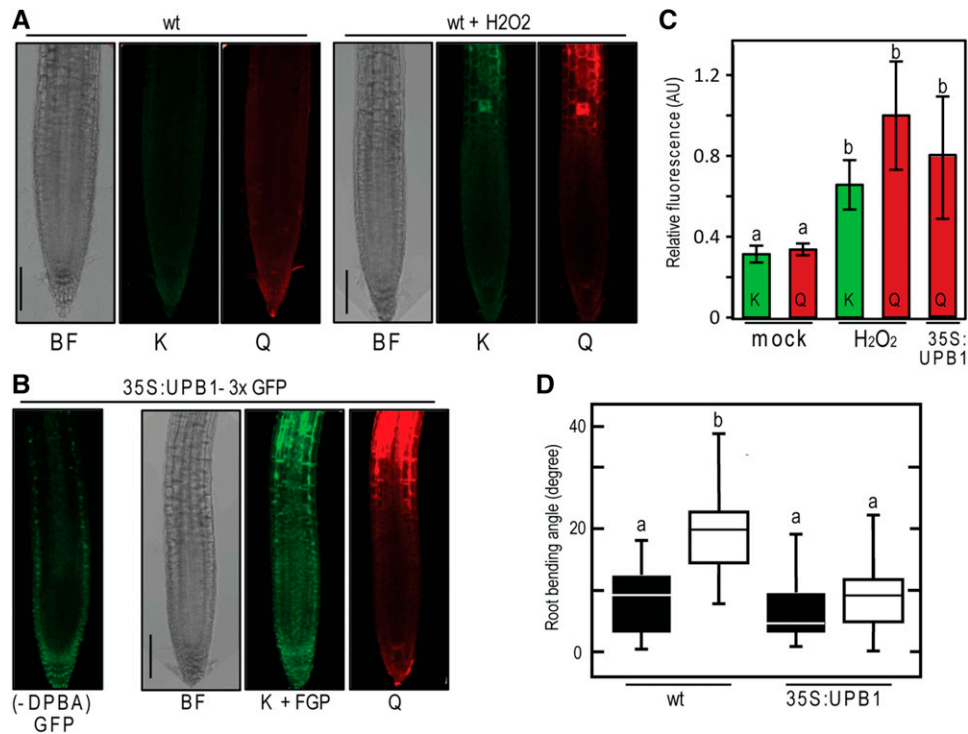 A
wt
wt + H2O2
BF
K
Q
BF
K
Q
B
35S:UPB1- 3x GFP
(- DPBA)
GFP
BF
K + FGP
Q
C
Relative fluorescence (AU)
1.2
0.8
0.4
0
a
a
b
b
b
K
Q
K
Q
Q
mock
H2O2
35S:
UPB1
D
Root bending angle (degree)
40
20
0
a
b
a
a
wt
35S:UPB1